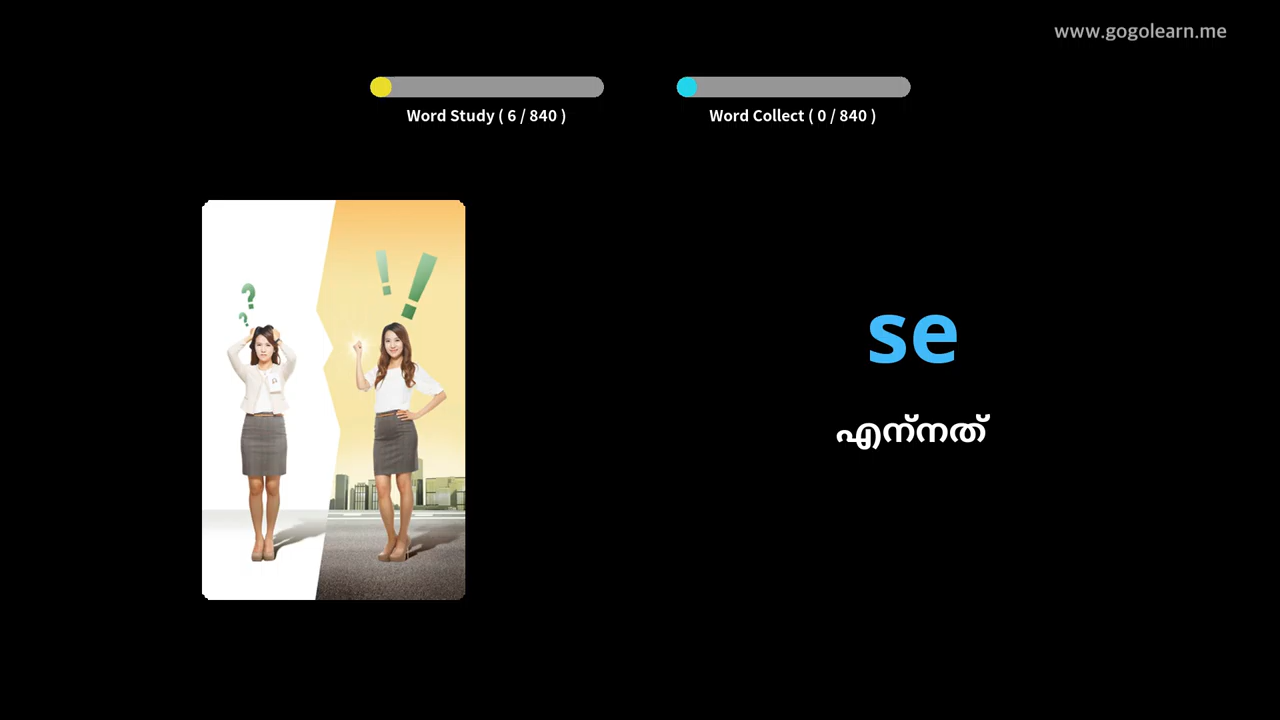 www.gogolearn.me
Word Study ( 6 / 840 )
Word Collect ( 0 / 840 )
? !
?
se
എന്നത്